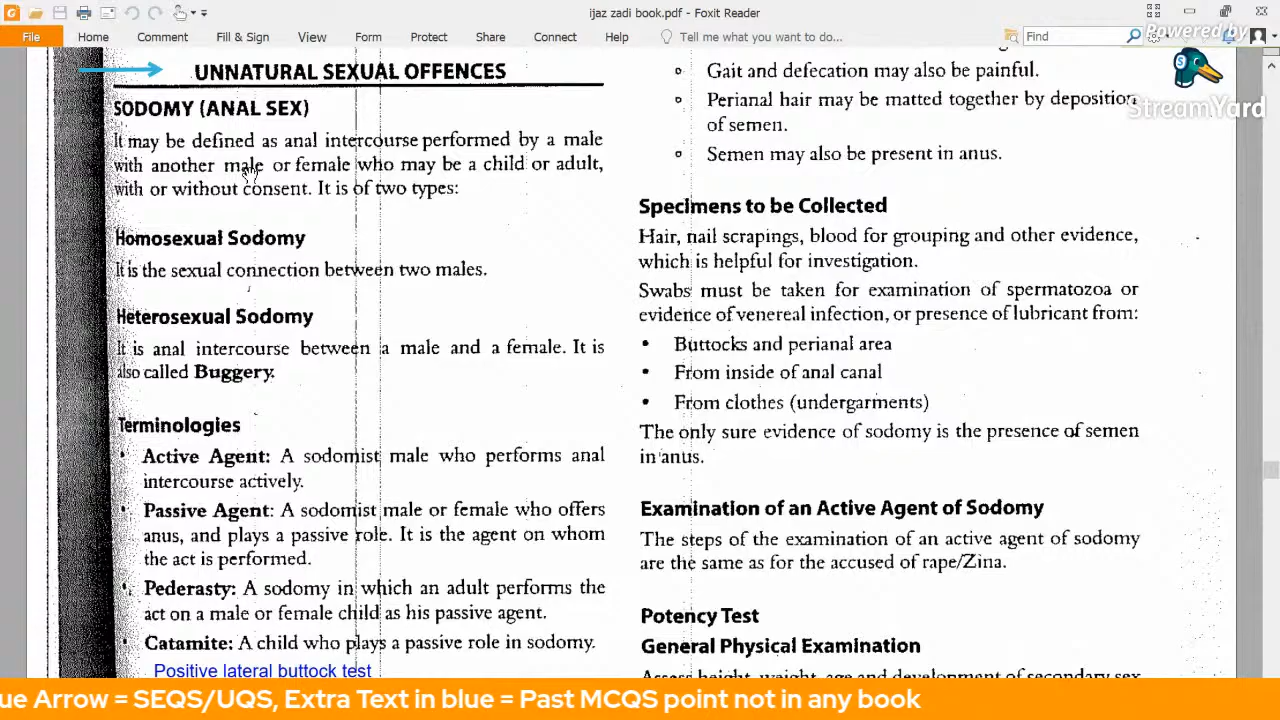 ijaz zadi book.pdf - Foxit Reader
File
Home
Comment
Fill & Sign
View
Form
Protect
Share
Connect
Help
Tell me what you want to do...
Find
Powered by
StreamYard
UNNATURAL SEXUAL OFFENCES
SODOMY (ANAL SEX)
It may be defined as anal intercourse performed by a male
with another male or female who may be a child or adult,
with or without consent. It is of two types:
Homosexual Sodomy
It is the sexual connection between two males.
Heterosexual Sodomy
It is anal intercourse between a male and a female. It is
also called Buggery.
Terminologies
• Active Agent: A sodomist male who performs anal
intercourse actively.
• Passive Agent: A sodomist male or female who offers
anus, and plays a passive role. It is the agent on whom
the act is performed.
• Pederasty: A sodomy in which an adult performs the
act on a male or female child as his passive agent.
• Catamite: A child who plays a passive role in sodomy.
Positive lateral buttock test
° Gait and defecation may also be painful.
° Perianal hair may be matted together by deposition
of semen.
° Semen may also be present in anus.
Specimens to be Collected
Hair, nail scrapings, blood for grouping and other evidence,
which is helpful for investigation.
Swabs must be taken for examination of spermatozoa or
evidence of venereal infection, or presence of lubricant from:
• Buttocks and perianal area
• From inside of anal canal
• From clothes (undergarments)
The only sure evidence of sodomy is the presence of semen
in anus.
Examination of an Active Agent of Sodomy
The steps of the examination of an active agent of sodomy
are the same as for the accused of rape/Zina.
Potency Test
General Physical Examination
Assess height, weight, age and development of secondary sex
ue Arrow = SEQS/UQS, Extra Text in blue = Past MCQS point not in any book